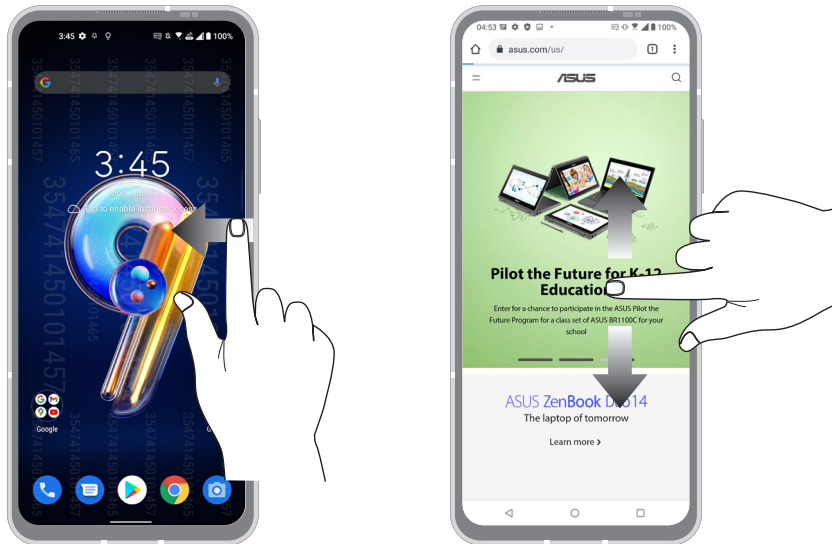 3:45
100%
3:45
Tap to enable location access
Google
04:53
100%
asus.com/us/
1
ASUS
Pilot the Future for K-12
Education
Enter for a chance to participate in the ASUS Pilot the
Future Program for a class set of ASUS BR1100C for your
school
ASUS ZenBook Duo14
The laptop of tomorrow
Learn more >